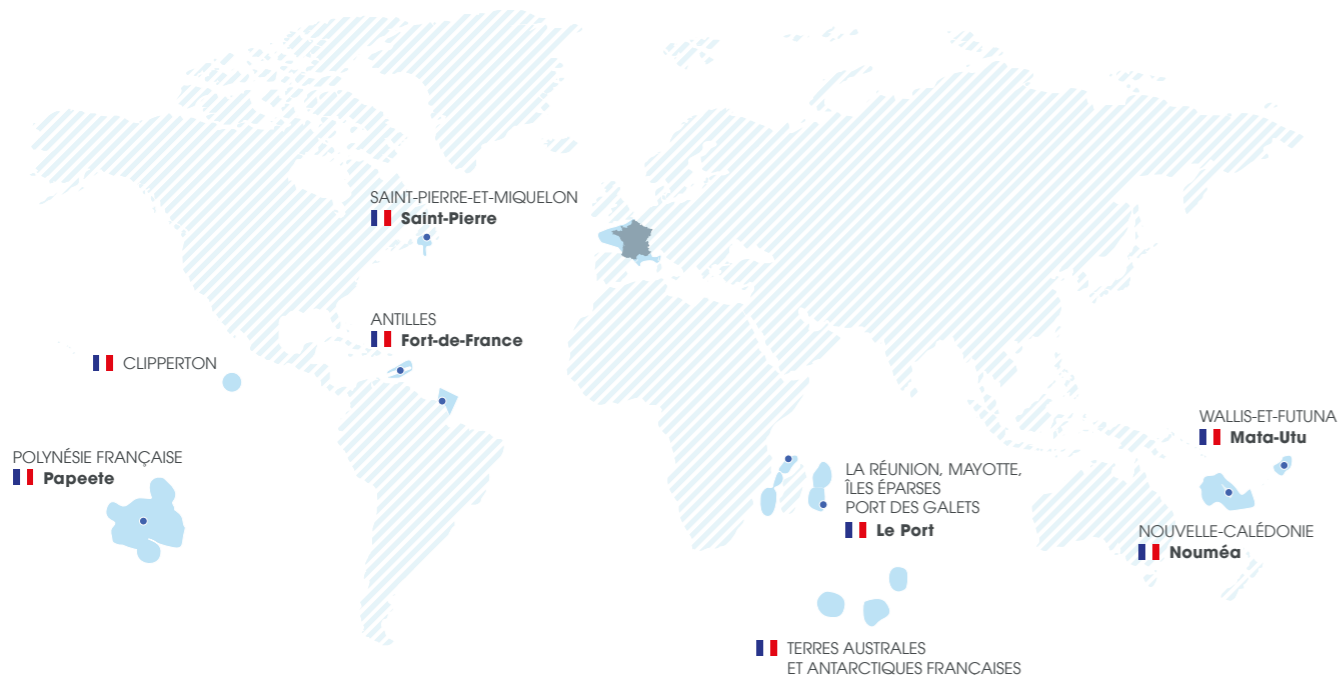 SAINT-PIERRE-ET-MIQUELON
Saint-Pierre
ANTILLES
Fort-de-France
CLIPPERTON
POLYNÉSIE FRANÇAISE
Papeete
LA RÉUNION, MAYOTTE,
ÎLES ÉPARSES
PORT DES GALETS
Le Port
WALLIS-ET-FUTUNA
Mata-Utu
NOUVELLE-CALÉDONIE
Nouméa
TERRES AUSTRALES
ET ANTARCTIQUES FRANÇAISES